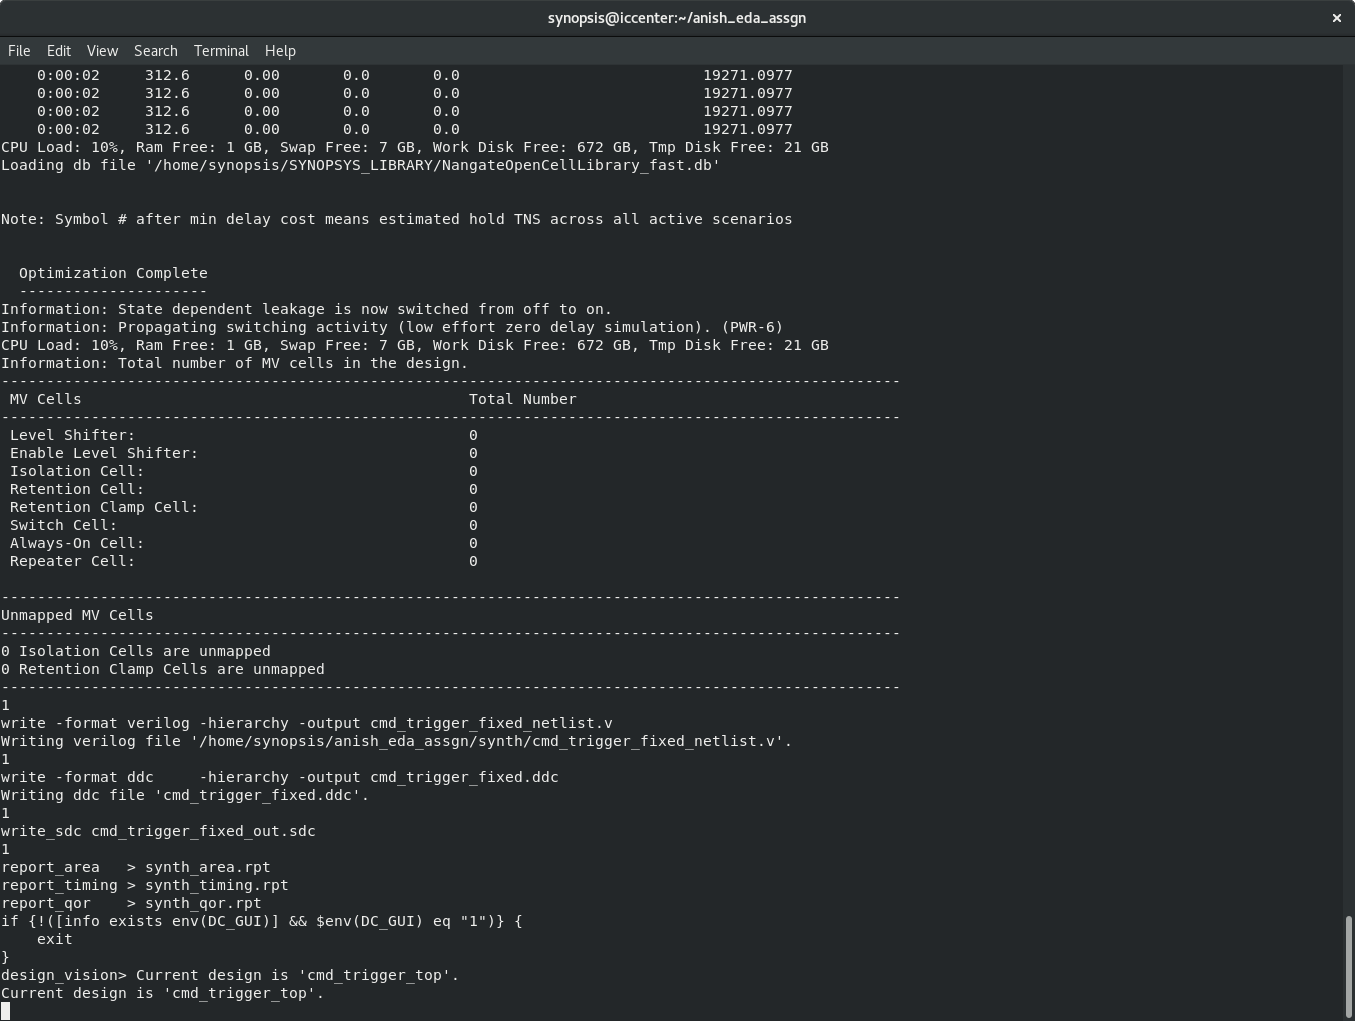 synopsis@iccenter:~/anish_eda_assgn
×
File Edit View Search Terminal Help
    0:00:02     312.6      0.00       0.0       0.0                           19271.0977
    0:00:02     312.6      0.00       0.0       0.0                           19271.0977
    0:00:02     312.6      0.00       0.0       0.0                           19271.0977
    0:00:02     312.6      0.00       0.0       0.0                           19271.0977
CPU Load: 10%, Ram Free: 1 GB, Swap Free: 7 GB, Work Disk Free: 672 GB, Tmp Disk Free: 21 GB
Loading db file '/home/synopsis/SYNOPSYS_LIBRARY/NangateOpenCellLibrary_fast.db'
Note: Symbol # after min delay cost means estimated hold TNS across all active scenarios
  Optimization Complete
  ---------------------
Information: State dependent leakage is now switched from off to on.
Information: Propagating switching activity (low effort zero delay simulation). (PWR-6)
CPU Load: 10%, Ram Free: 1 GB, Swap Free: 7 GB, Work Disk Free: 672 GB, Tmp Disk Free: 21 GB
Information: Total number of MV cells in the design.
----------------------------------------------------------------------------------------------------
 MV Cells                                           Total Number
----------------------------------------------------------------------------------------------------
 Level Shifter:                                     0
 Enable Level Shifter:                              0
 Isolation Cell:                                    0
 Retention Cell:                                    0
 Retention Clamp Cell:                              0
 Switch Cell:                                       0
 Always-On Cell:                                    0
 Repeater Cell:                                     0
----------------------------------------------------------------------------------------------------
Unmapped MV Cells
----------------------------------------------------------------------------------------------------
0 Isolation Cells are unmapped
0 Retention Clamp Cells are unmapped
----------------------------------------------------------------------------------------------------
1
write -format verilog -hierarchy -output cmd_trigger_fixed_netlist.v
Writing verilog file '/home/synopsis/anish_eda_assgn/synth/cmd_trigger_fixed_netlist.v'.
1
write -format ddc     -hierarchy -output cmd_trigger_fixed.ddc
Writing ddc file 'cmd_trigger_fixed.ddc'.
1
write_sdc cmd_trigger_fixed_out.sdc
1
report_area   > synth_area.rpt
report_timing > synth_timing.rpt
report_qor    > synth_qor.rpt
if {!([info exists env(DC_GUI)] && $env(DC_GUI) eq "1")} {
    exit
}
design_vision> Current design is 'cmd_trigger_top'.
Current design is 'cmd_trigger_top'.